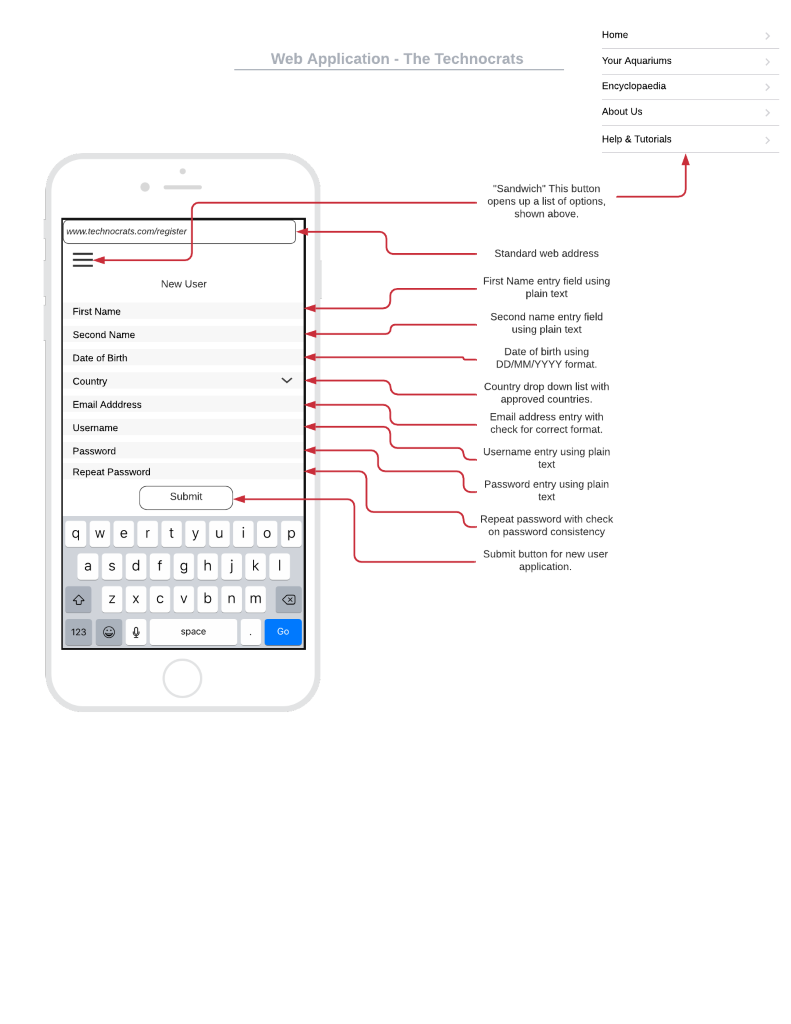 Home
Your Aquariums
Web Application - The Technocrats
Encyclopaedia
About Us
Help & Tutorials
"Sandwich" This button
opens up a list of options,
shown above.
www.technocrats.com/register
Standard web address
New User
First Name entry field using
plain text
First Name
Second name entry field
using plain text
Second Name
Date of birth using
DD/MM/YYYY format.
Date of Birth
Country drop down list with
approved countries.
Country
Email address entry with
check for correct format.
Email Adddress
Username entry using plain
text
Username
Password entry using plain
text
Password
Repeat password with check
on password consistency
Repeat Password
Submit button for new user
application.
Submit
q w e r t y u i o p
a s d f g h j k l
z x c v b n m
123 space . Go